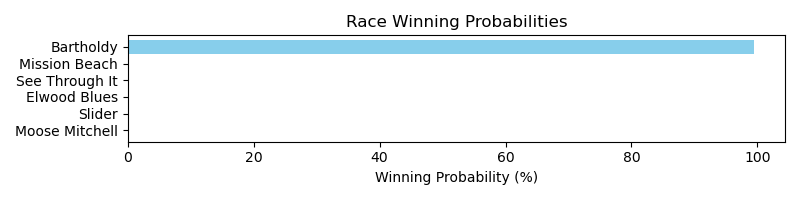 Race Winning Probabilities
Bartholdy
Mission Beach
See Through It
Elwood Blues
Slider
Moose Mitchell
0 20 40 60 80 100
Winning Probability (%)